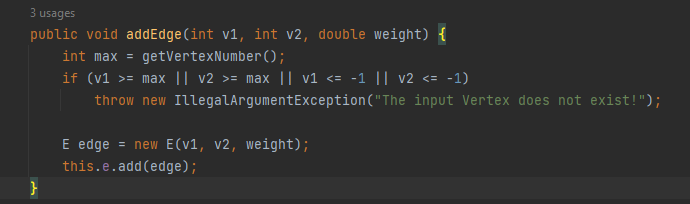 3 usages
public void addEdge(int v1, int v2, double weight) {
    int max = getVertexNumber();
    if (v1 >= max || v2 >= max || v1 <= -1 || v2 <= -1)
        throw new IllegalArgumentException("The input Vertex does not exist!");

    E edge = new E(v1, v2, weight);
    this.e.add(edge);
}